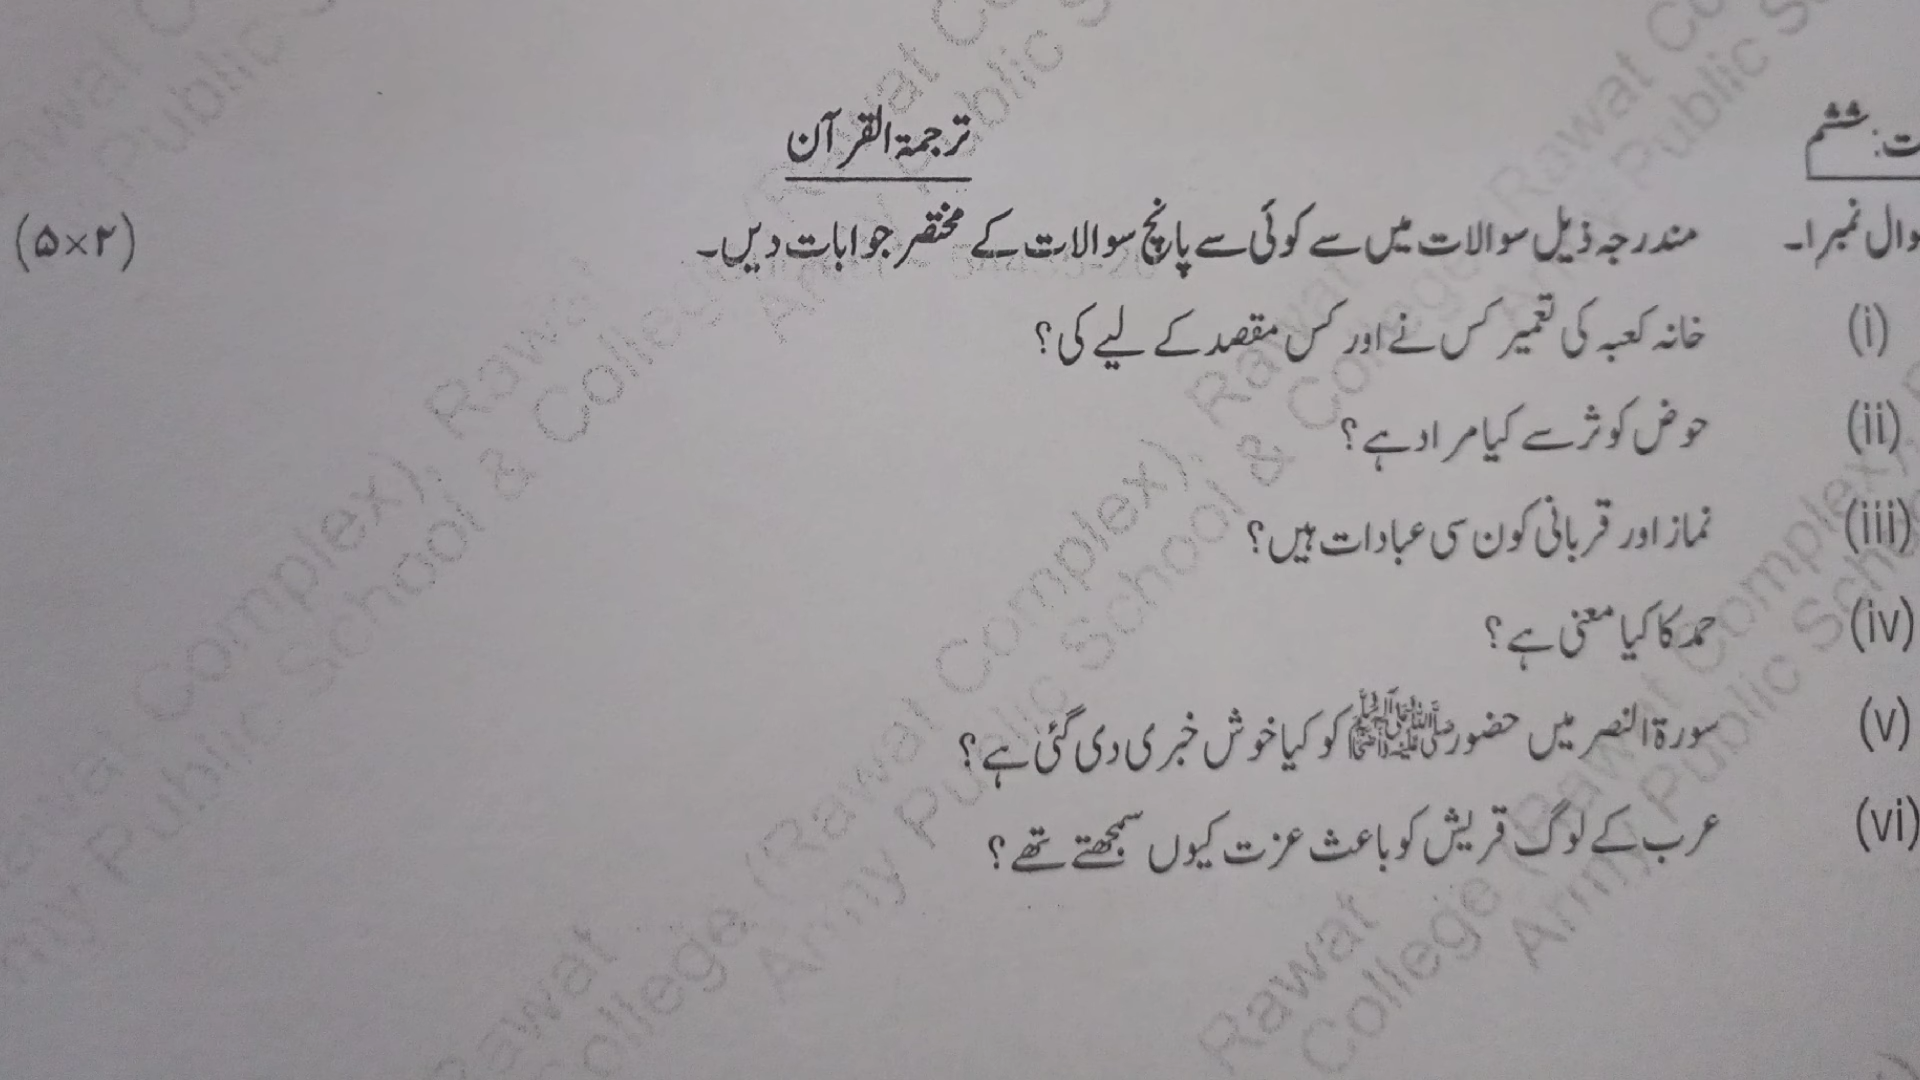 ترجمۃ القرآن
ت: ششم
وال نمبر ۱۔ مندرجہ ذیل سوالات میں سے کوئی سے پانچ سوالات کے مختصر جوابات دیں۔ (۵×۲)
(i) خانہ کعبہ کی تعمیر کس نے اور کس مقصد کے لیے کی؟
(ii) حوض کوثر سے کیا مراد ہے؟
(iii) نماز اور قربانی کون سی عبادات ہیں؟
(iv) حمد کا کیا معنی ہے؟
(v) سورۃ النصر میں حضور ﷺ کو کیا خوش خبری دی گئی ہے؟
(vi) عرب کے لوگ قریش کو باعث عزت کیوں سمجھتے تھے؟
Army Public School & College (Rawat Complex), Rawat